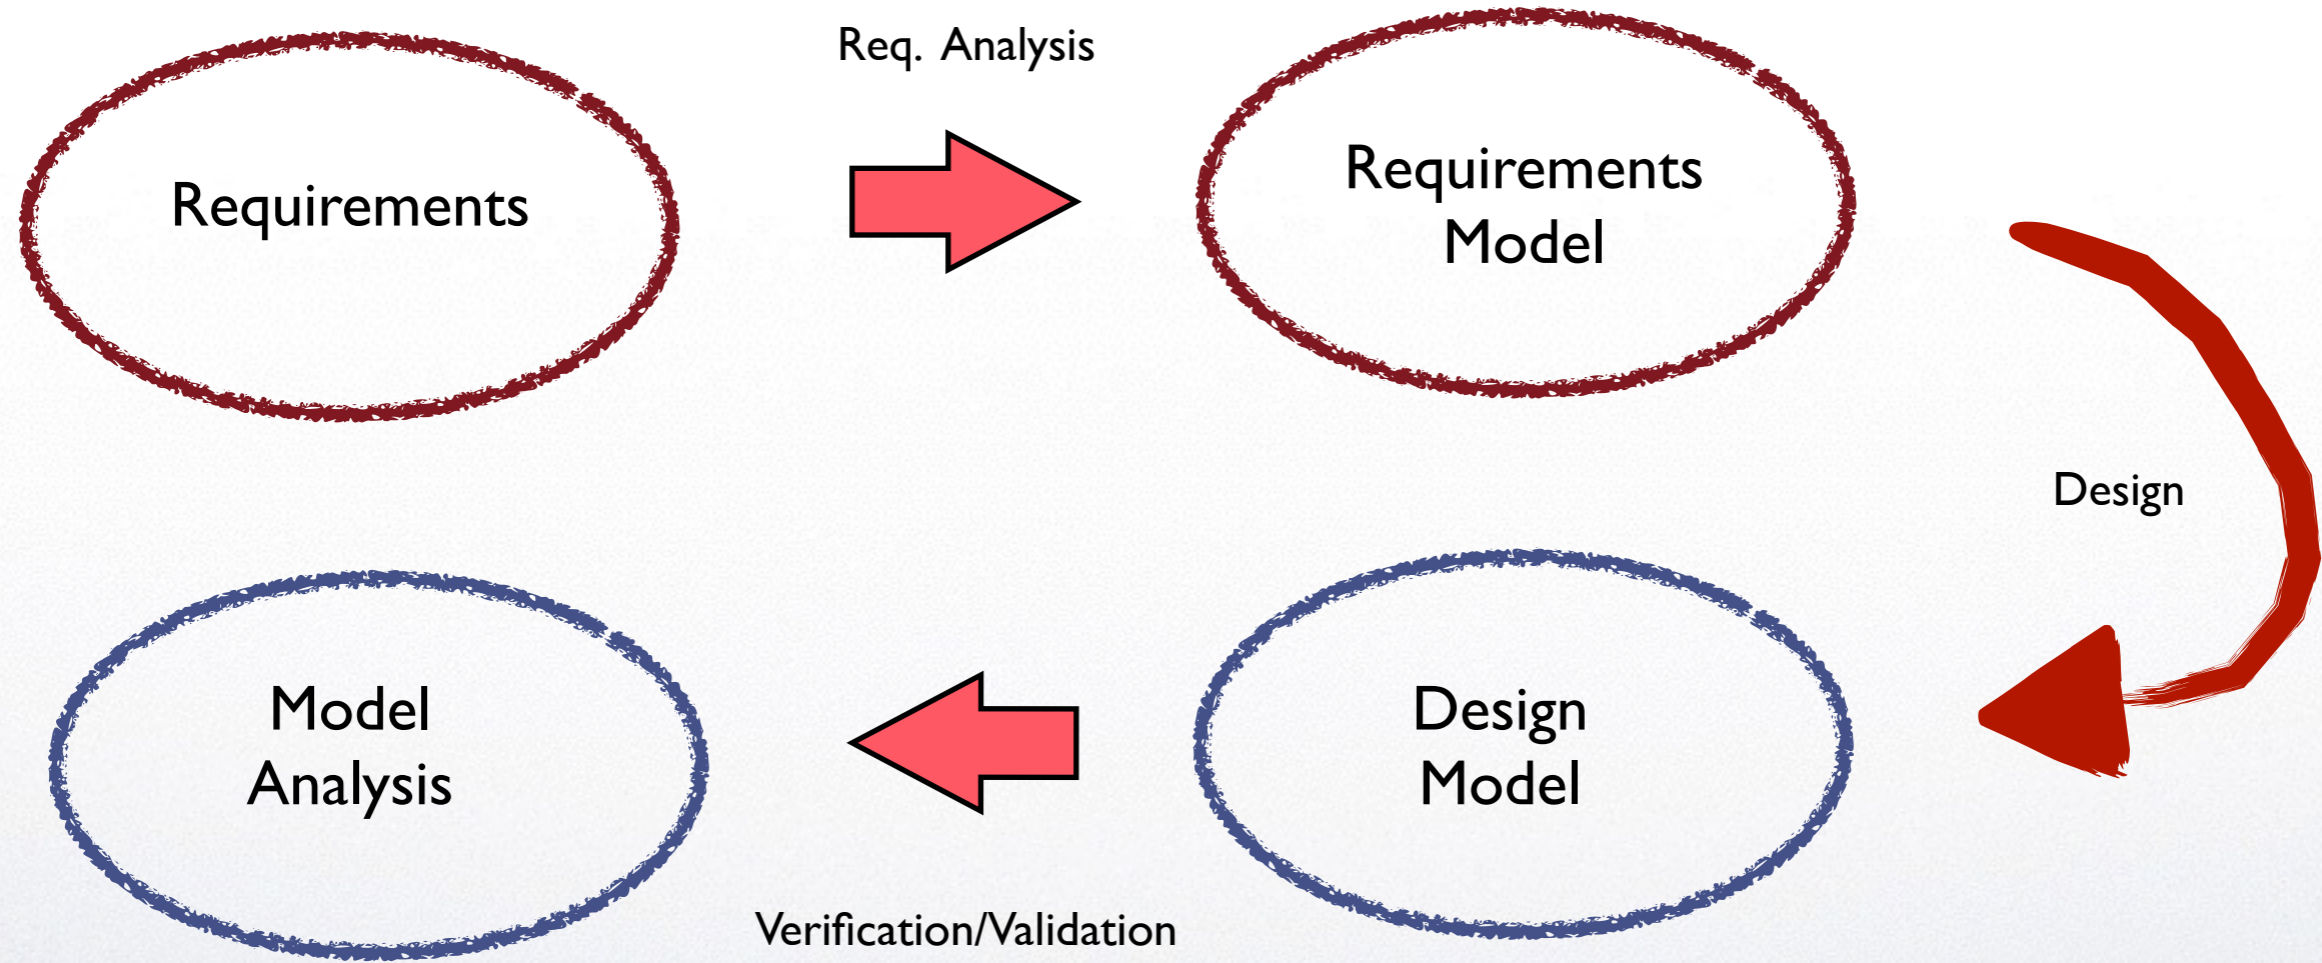 Req. Analysis
Requirements
Requirements
Model
Design
Model
Analysis
Design
Model
Verification/Validation